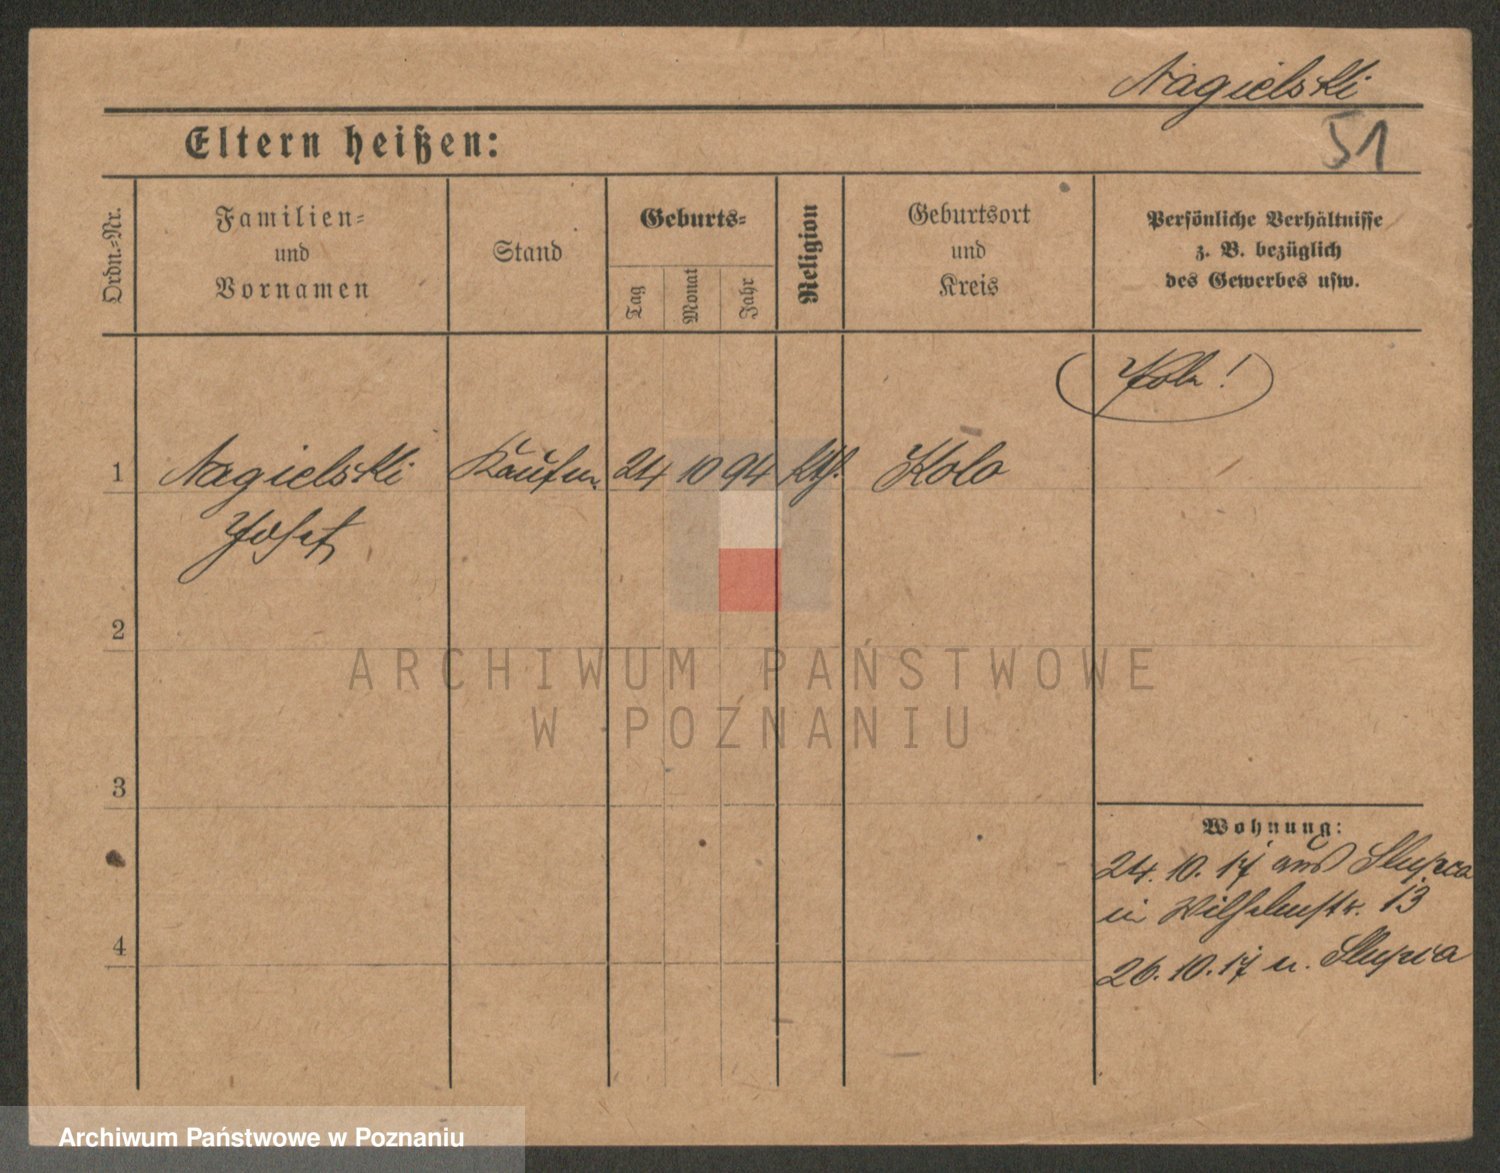 Nagielski
51
Eltern heißen:
Ordn.-Nr.
Familien-
und
Vornamen
Stand
Geburts-
Tag
Monat
Jahr
Religion
Geburtsort
und
Kreis
Persönliche Verhältnisse
z. B. bezüglich
des Gewerbes usw.
1 Nagielski Kaufm. 24 10 94 Kth. Kolo
Josef
2
3
4
Wohnung:
24. 10. 17 aus Slupca
in Wilhelmstr. 13
26. 10. 17 n. Slupca
ARCHIWUM PAŃSTWOWE
W POZNANIU
Archiwum Państwowe w Poznaniu